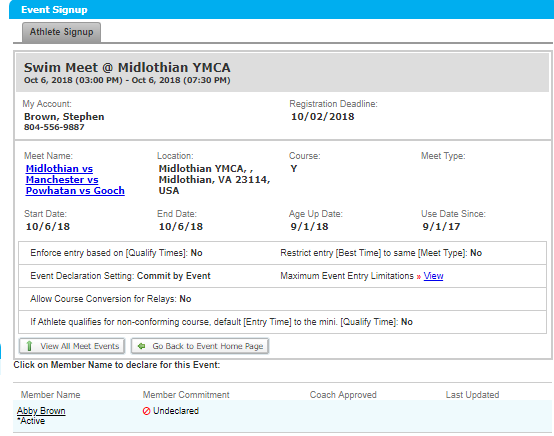 Event Signup
Athlete Signup
Swim Meet @ Midlothian YMCA
Oct 6, 2018 (03:00 PM) - Oct 6, 2018 (07:30 PM)
My Account:
Registration Deadline:
Brown, Stephen
10/02/2018
804-556-9887
Meet Name:
Location:
Course:
Meet Type:
Midlothian vs
Manchester vs
Powhatan vs Gooch
Midlothian YMCA, ,
Midlothian, VA 23114,
USA
Y
Start Date:
End Date:
Age Up Date:
Use Date Since:
10/6/18
10/6/18
9/1/18
9/1/17
Enforce entry based on [Qualify Times]: No
Restrict entry [Best Time] to same [Meet Type]: No
Event Declaration Setting: Commit by Event
Maximum Event Entry Limitations » View
Allow Course Conversion for Relays: No
If Athlete qualifies for non-conforming course, default [Entry Time] to the mini. [Qualify Time]: No
View All Meet Events
Go Back to Event Home Page
Click on Member Name to declare for this Event:
Member Name
Member Commitment
Coach Approved
Last Updated
Abby Brown
Undeclared
*Active